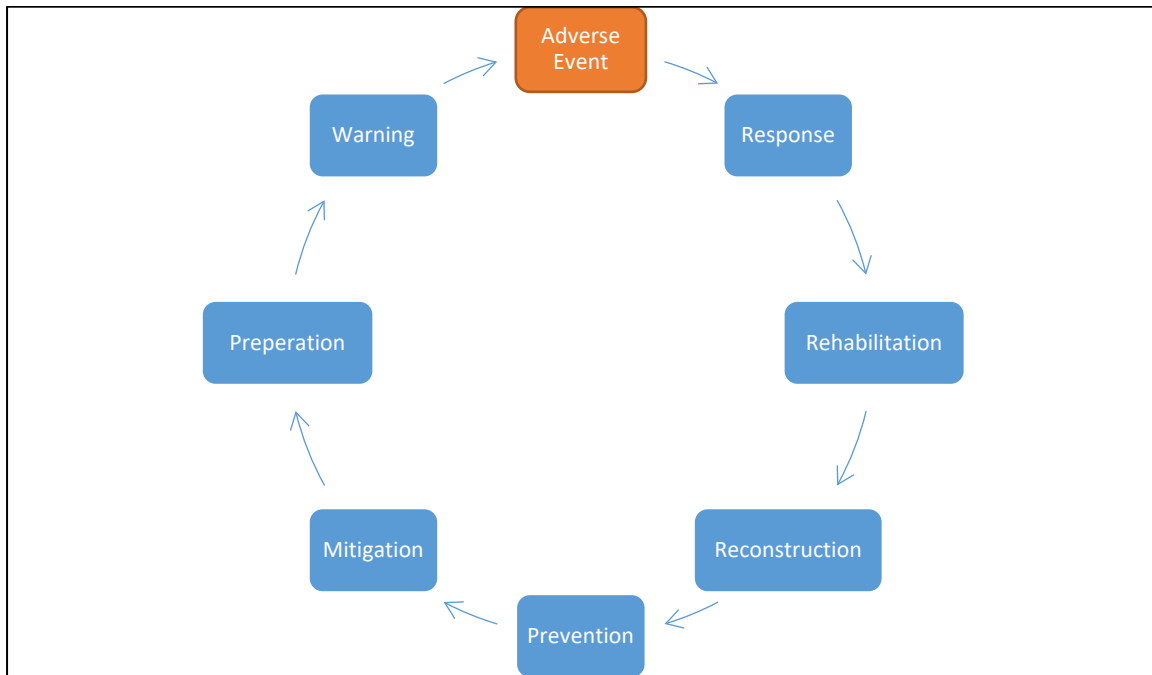 Adverse
Event
Response
Rehabilitation
Reconstruction
Prevention
Mitigation
Preperation
Warning